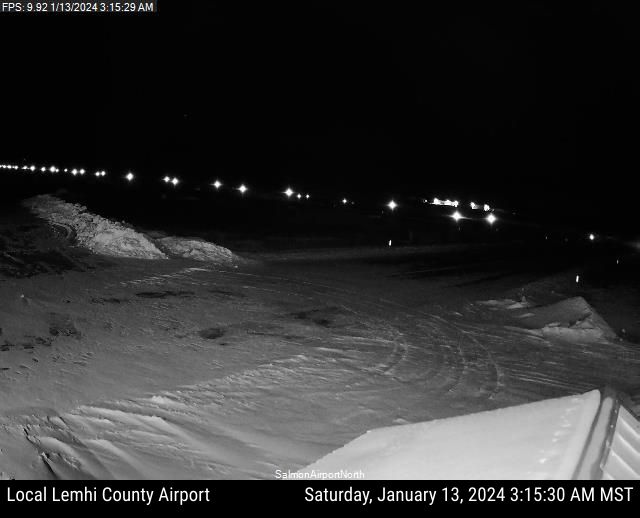 FPS: 9.92 1/13/2024 3:15:29 AM
SalmonAirportNorth
Local Lemhi County Airport Saturday, January 13, 2024 3:15:30 AM MST